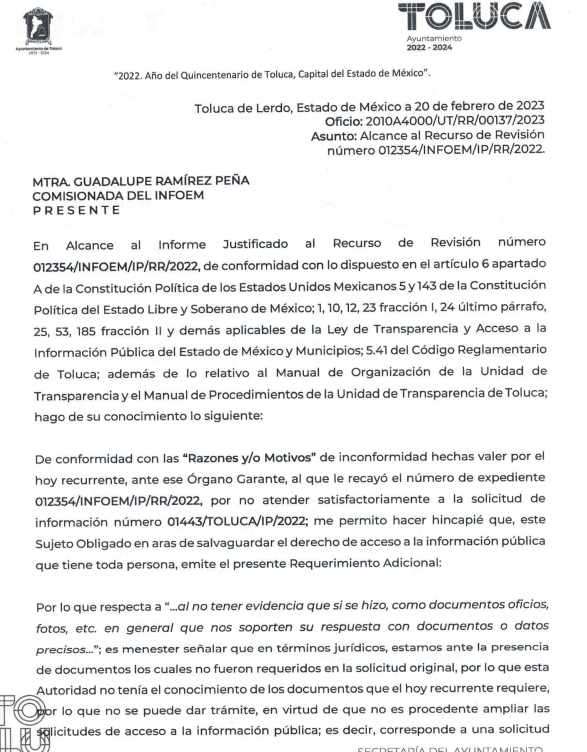 TOLUCA
Ayuntamiento de Toluca
Ayuntamiento
2022 - 2024
"2022. Año del Quincentenario de Toluca, Capital del Estado de México".
Toluca de Lerdo, Estado de México a 20 de febrero de 2023
Oficio: 2010A4000/UT/RR/00137/2023
Asunto: Alcance al Recurso de Revisión
número 012354/INFOEM/IP/RR/2022.
MTRA. GUADALUPE RAMÍREZ PEÑA
COMISIONADA DEL INFOEM
P R E S E N T E
En Alcance al Informe Justificado al Recurso de Revisión número
012354/INFOEM/IP/RR/2022, de conformidad con lo dispuesto en el artículo 6 apartado
A de la Constitución Política de los Estados Unidos Mexicanos 5 y 143 de la Constitución
Política del Estado Libre y Soberano de México; 1, 10, 12, 23 fracción I, 24 último párrafo,
25, 53, 185 fracción II y demás aplicables de la Ley de Transparencia y Acceso a la
Información Pública del Estado de México y Municipios; 5.41 del Código Reglamentario
de Toluca; además de lo relativo al Manual de Organización de la Unidad de
Transparencia y el Manual de Procedimientos de la Unidad de Transparencia de Toluca;
hago de su conocimiento lo siguiente:
De conformidad con las "Razones y/o Motivos" de inconformidad hechas valer por el
hoy recurrente, ante ese Órgano Garante, al que le recayó el número de expediente
012354/INFOEM/IP/RR/2022, por no atender satisfactoriamente a la solicitud de
información número 01443/TOLUCA/IP/2022; me permito hacer hincapié que, este
Sujeto Obligado en aras de salvaguardar el derecho de acceso a la información pública
que tiene toda persona, emite el presente Requerimiento Adicional:
Por lo que respecta a "...al no tener evidencia que si se hizo, como documentos oficios,
fotos, etc. en general que nos soporten su respuesta con documentos o datos
precisos..."; es menester señalar que en términos jurídicos, estamos ante la presencia
de documentos los cuales no fueron requeridos en la solicitud original, por lo que esta
Autoridad no tenía el conocimiento de los documentos que el hoy recurrente requiere,
por lo que no se puede dar trámite, en virtud de que no es procedente ampliar las
solicitudes de acceso a la información pública; es decir, corresponde a una solicitud
SECRETARÍA DEL AYUNTAMIENTO